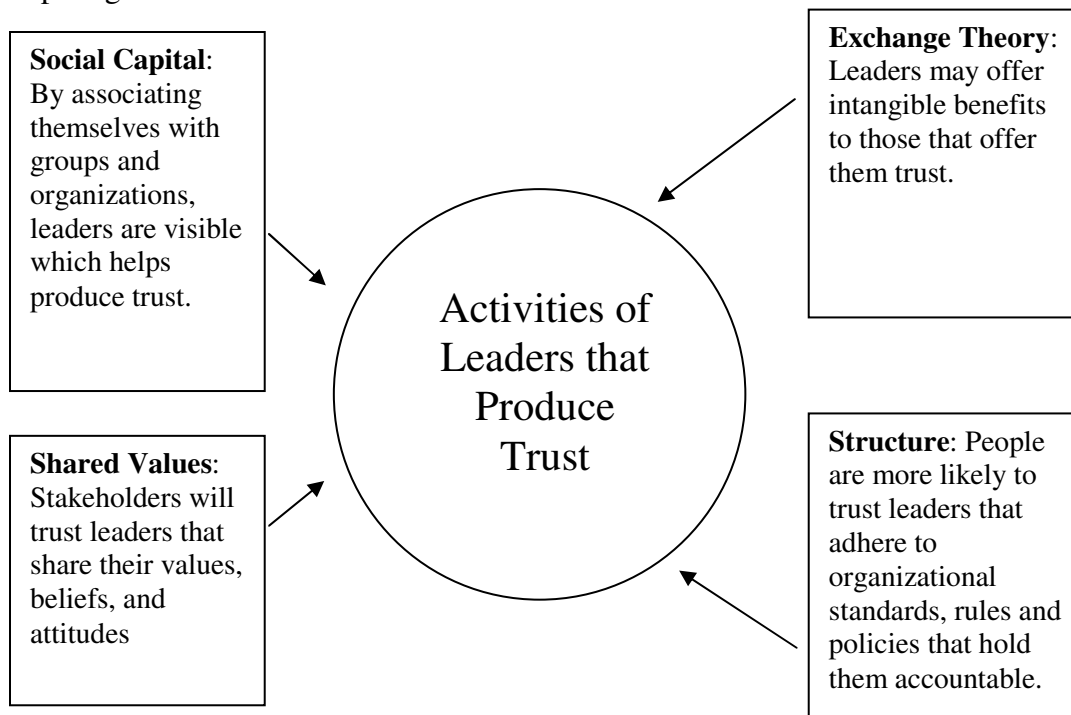 Social Capital:
By associating
themselves with
groups and
organizations,
leaders are visible
which helps
produce trust.
Exchange Theory:
Leaders may offer
intangible benefits
to those that offer
them trust.
Activities of
Leaders that
Produce
Trust
Shared Values:
Stakeholders will
trust leaders that
share their values,
beliefs, and
attitudes
Structure: People
are more likely to
trust leaders that
adhere to
organizational
standards, rules and
policies that hold
them accountable.